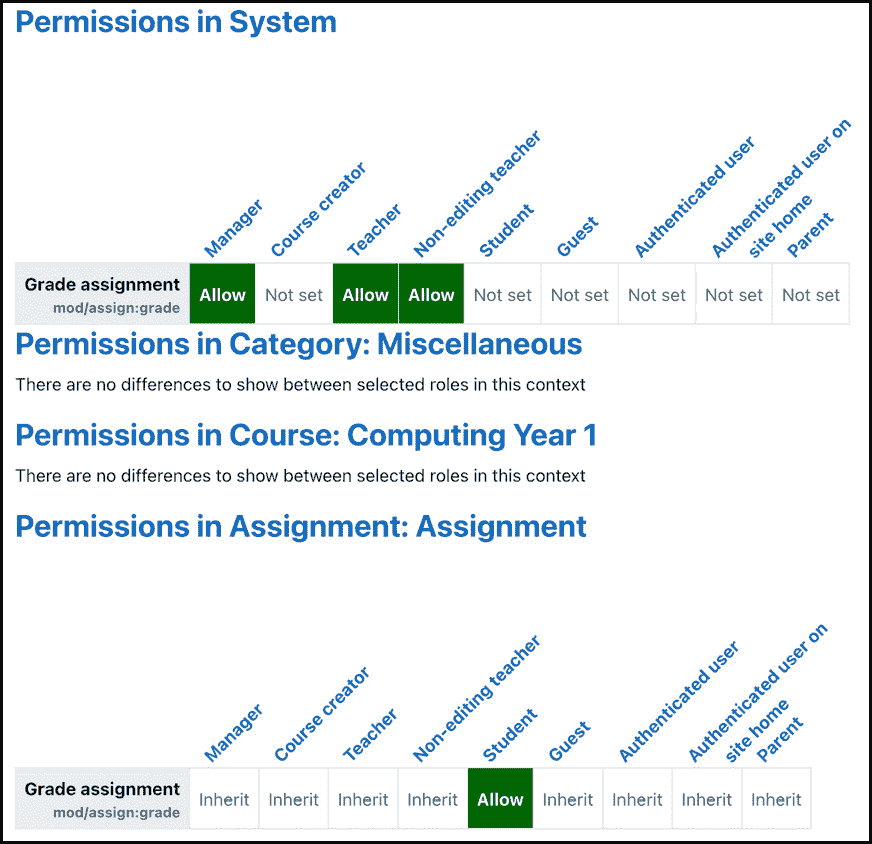 Permissions in System
Manager
Course creator
Teacher
Non-editing teacher
Student
Guest
Authenticated user
Authenticated user on
site home
Parent
Grade assignment
mod/assign:grade
Allow Not set Allow Allow Not set Not set Not set Not set Not set
Permissions in Category: Miscellaneous
There are no differences to show between selected roles in this context
Permissions in Course: Computing Year 1
There are no differences to show between selected roles in this context
Permissions in Assignment: Assignment
Manager
Course creator
Teacher
Non-editing teacher
Student
Guest
Authenticated user
Authenticated user on
site home
Parent
Grade assignment
mod/assign:grade
Inherit Inherit Inherit Inherit Allow Inherit Inherit Inherit Inherit